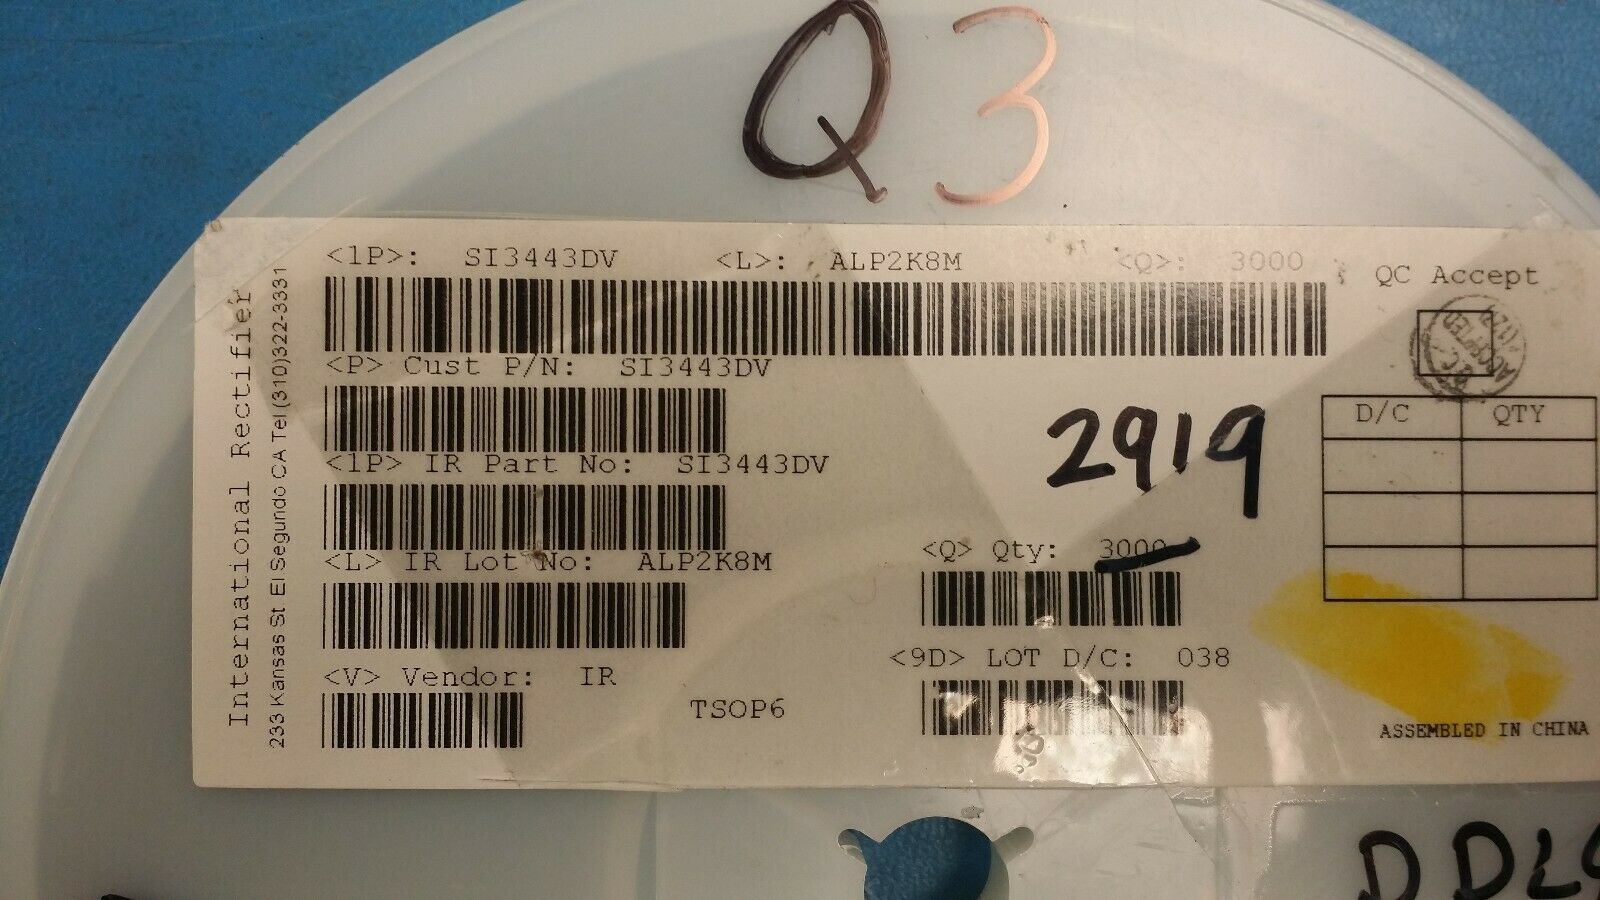 Q3
<1P>: SI3443DV <L>: ALP2K8M <Q>: 3000
QC Accept
<P> Cust P/N: SI3443DV
<1P> IR Part No: SI3443DV
2919
D/C QTY
<L> IR Lot No: ALP2K8M
<Q> Qty: 3000
<9D> LOT D/C: 038
<V> Vendor: IR
TSOP6
ASSEMBLED IN CHINA
International Rectifier
233 Kansas St El Segundo CA Tel (310)322-3331